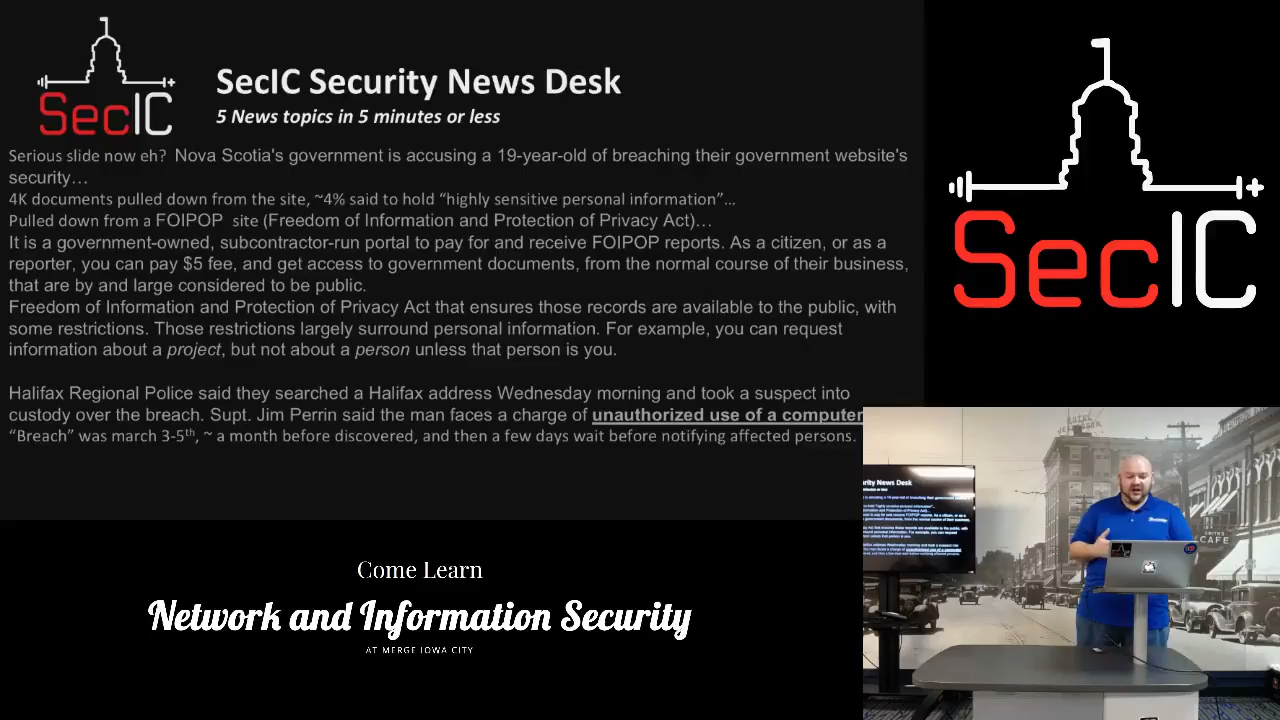 SecIC
SecIC Security News Desk
5 News topics in 5 minutes or less
Serious slide now eh? Nova Scotia's government is accusing a 19-year-old of breaching their government website's
security…
4K documents pulled down from the site, ~4% said to hold “highly sensitive personal information”…
Pulled down from a FOIPOP site (Freedom of Information and Protection of Privacy Act)…
It is a government-owned, subcontractor-run portal to pay for and receive FOIPOP reports. As a citizen, or as a
reporter, you can pay $5 fee, and get access to government documents, from the normal course of their business,
that are by and large considered to be public.
Freedom of Information and Protection of Privacy Act that ensures those records are available to the public, with
some restrictions. Those restrictions largely surround personal information. For example, you can request
information about a project, but not about a person unless that person is you.
Halifax Regional Police said they searched a Halifax address Wednesday morning and took a suspect into
custody over the breach. Supt. Jim Perrin said the man faces a charge of unauthorized use of a computer
“Breach” was march 3-5th, ~ a month before discovered, and then a few days wait before notifying affected persons.
SecIC
Come Learn
Network and Information Security
AT MERGE IOWA CITY
HOTEL
CAFE
urity News Desk